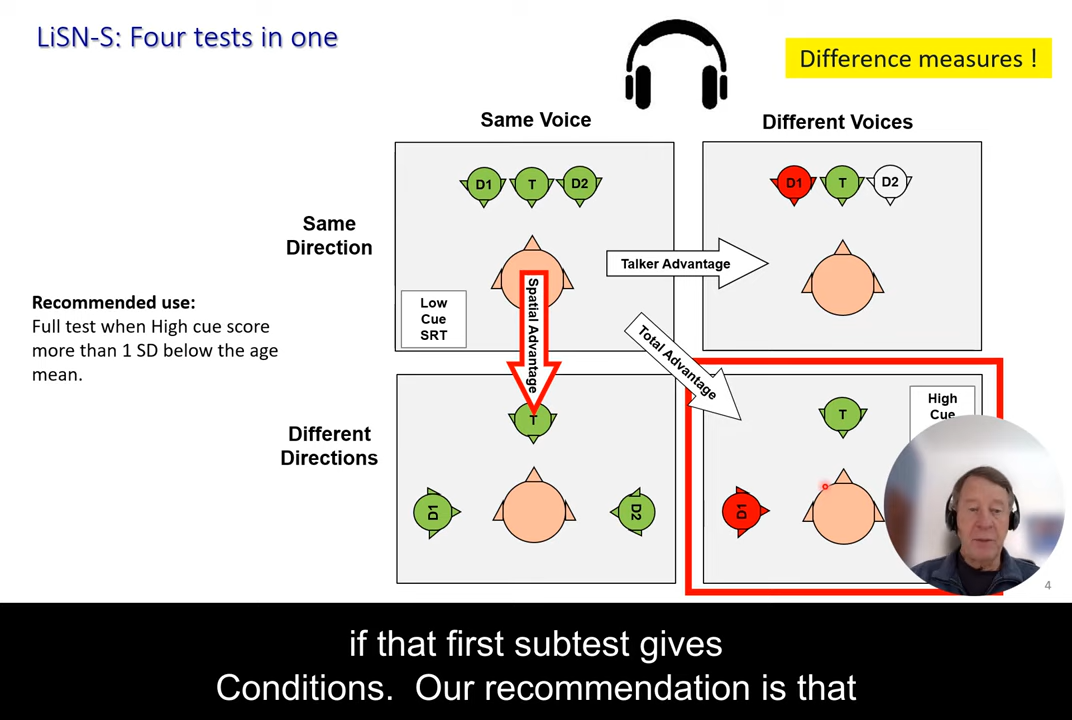 LiSN-S: Four tests in one
Difference measures !
Same Voice
Different Voices
D1
T
D2
D1
T
D2
Same
Direction
Talker Advantage
Recommended use:
Full test when High cue score
more than 1 SD below the age
mean.
Low
Cue
SRT
Spatial Advantage
Total Advantage
High
Cue
T
T
Different
Directions
D1
D2
D1
4
if that first subtest gives
Conditions. Our recommendation is that